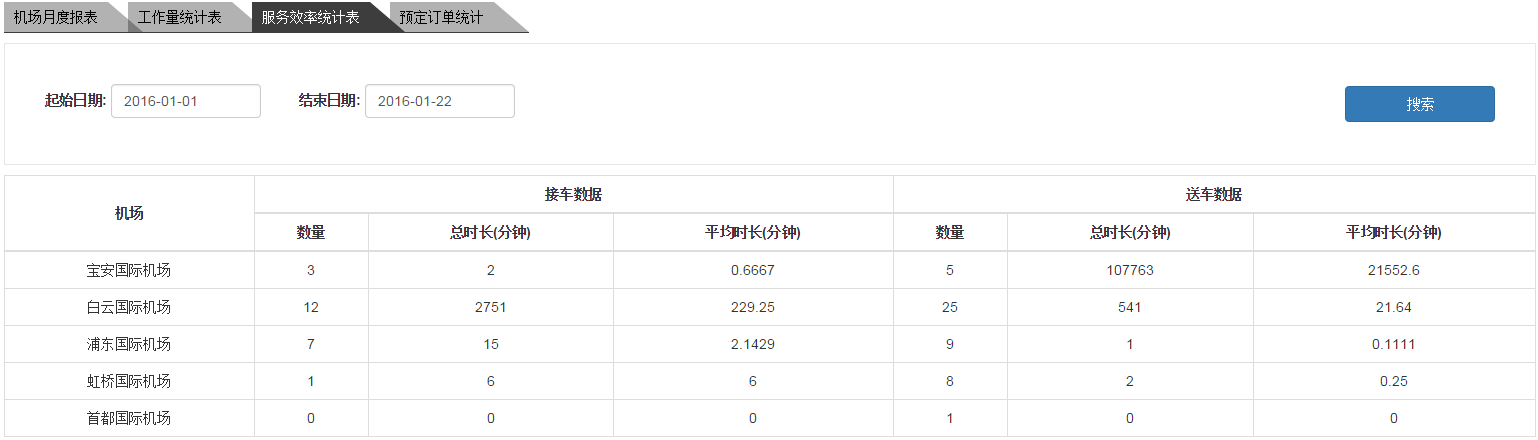 机场月度报表 工作量统计表 服务效率统计表 预定订单统计
起始日期: 2016-01-01 结束日期: 2016-01-22 搜索
机场 接车数据 送车数据
数量 总时长(分钟) 平均时长(分钟) 数量 总时长(分钟) 平均时长(分钟)
宝安国际机场 3 2 0.6667 5 107763 21552.6
白云国际机场 12 2751 229.25 25 541 21.64
浦东国际机场 7 15 2.1429 9 1 0.1111
虹桥国际机场 1 6 6 8 2 0.25
首都国际机场 0 0 0 1 0 0